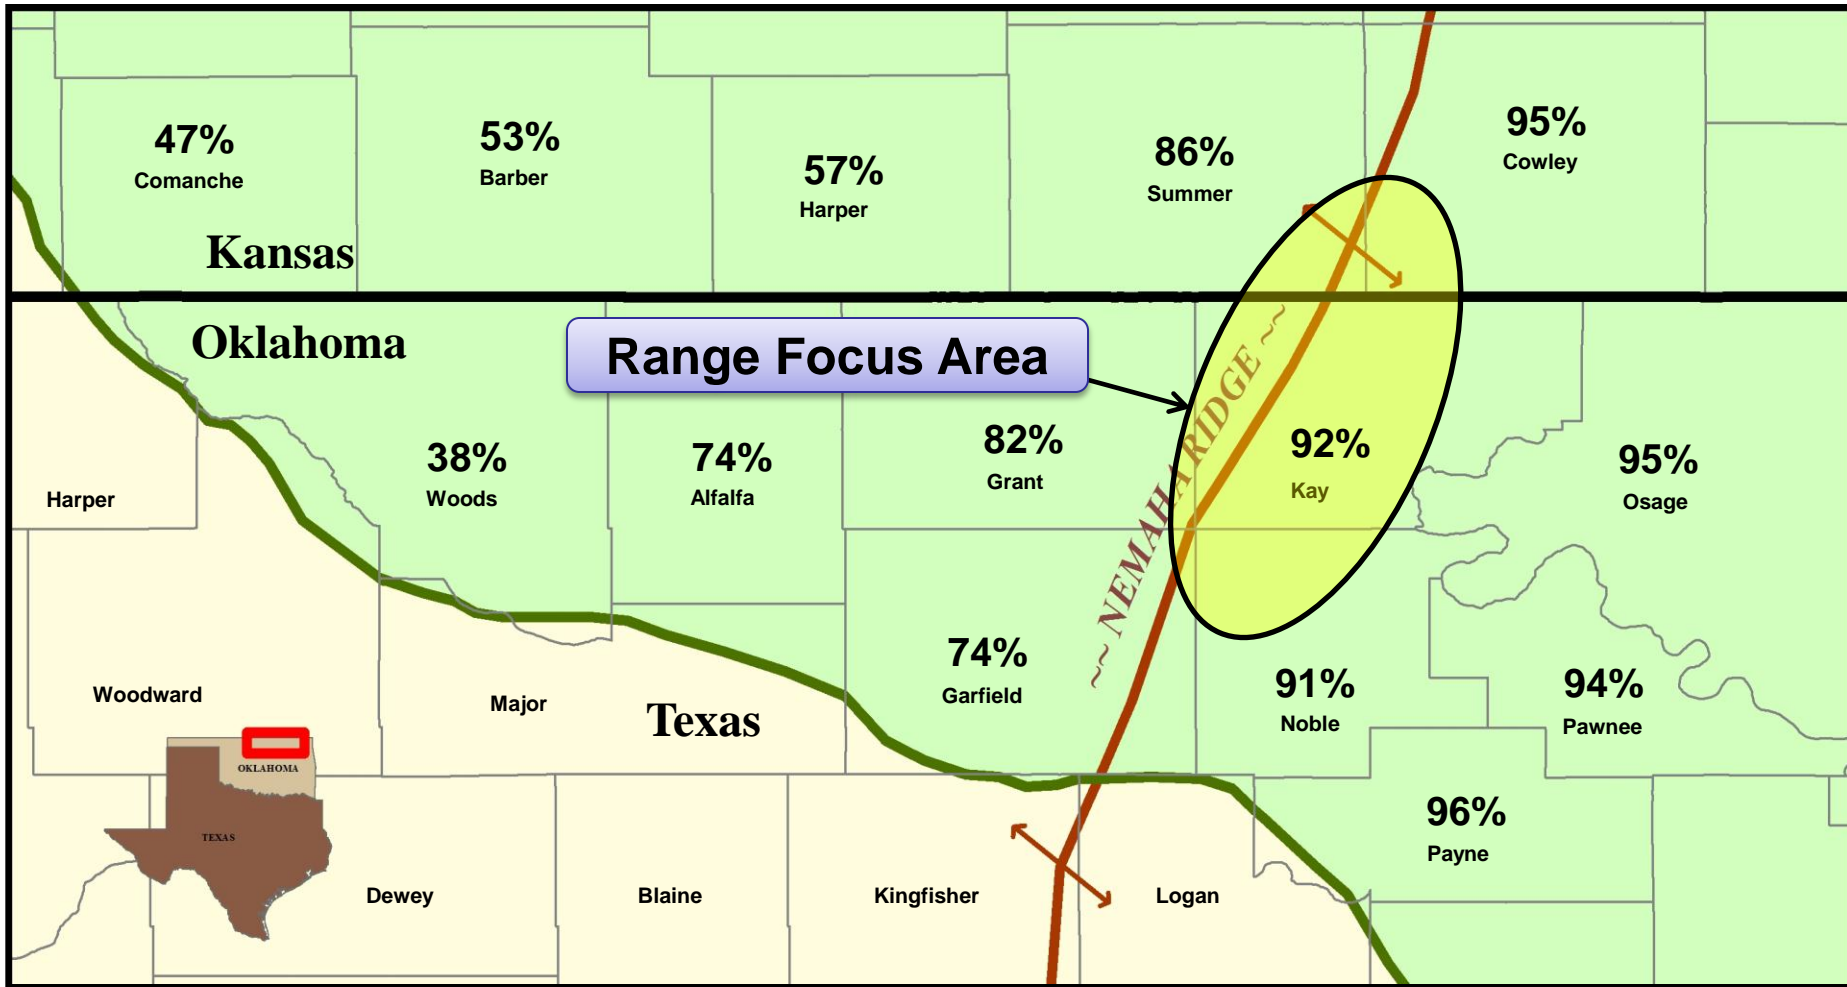 47%
Comanche
53%
Barber
57%
Harper
86%
Summer
95%
Cowley
Kansas
Oklahoma
Range Focus Area
~~ NEMAHA RIDGE ~~
38%
Woods
74%
Alfalfa
82%
Grant
92%
Kay
95%
Osage
Harper
Woodward
Major
Texas
74%
Garfield
91%
Noble
94%
Pawnee
96%
Payne
OKLAHOMA
TEXAS
Dewey
Blaine
Kingfisher
Logan